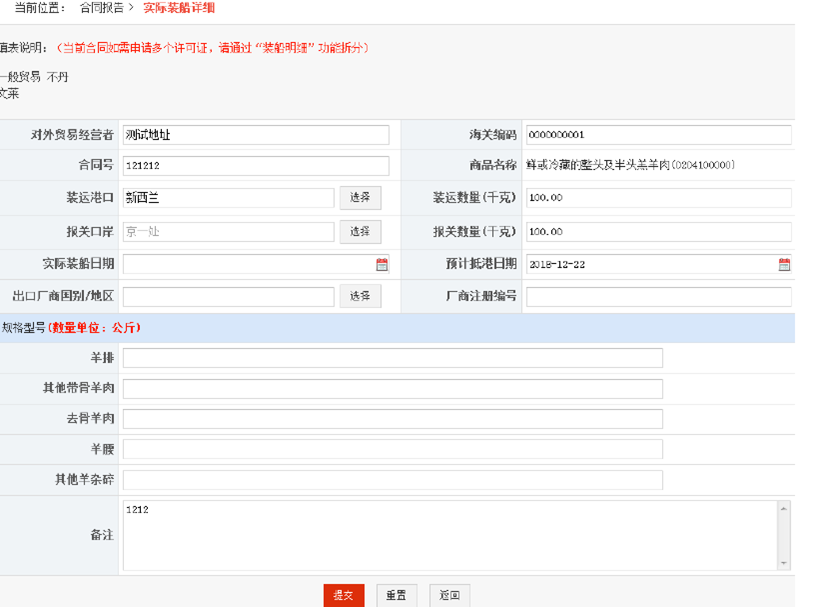 当前位置： 合同报告 > 实际装船详细
填表说明：（当前合同如需申请多个许可证，请通过“装船明细”功能拆分）
一般贸易 不丹
文莱
对外贸易经营者 测试地址 海关编码 0000000001
合同号 121212 商品名称 鲜或冷藏的整头及半头羔羊肉(0204100000)
装运港口 新西兰 选择 装运数量(千克) 100.00
报关口岸 京一处 选择 报关数量(千克) 100.00
实际装船日期 预计抵港日期 2018-12-22
出口厂商国别/地区 选择 厂商注册编号
规格型号(数量单位：公斤)
羊排
其他带骨羊肉
去骨羊肉
羊腰
其他羊杂碎
备注 1212
提交 重置 返回